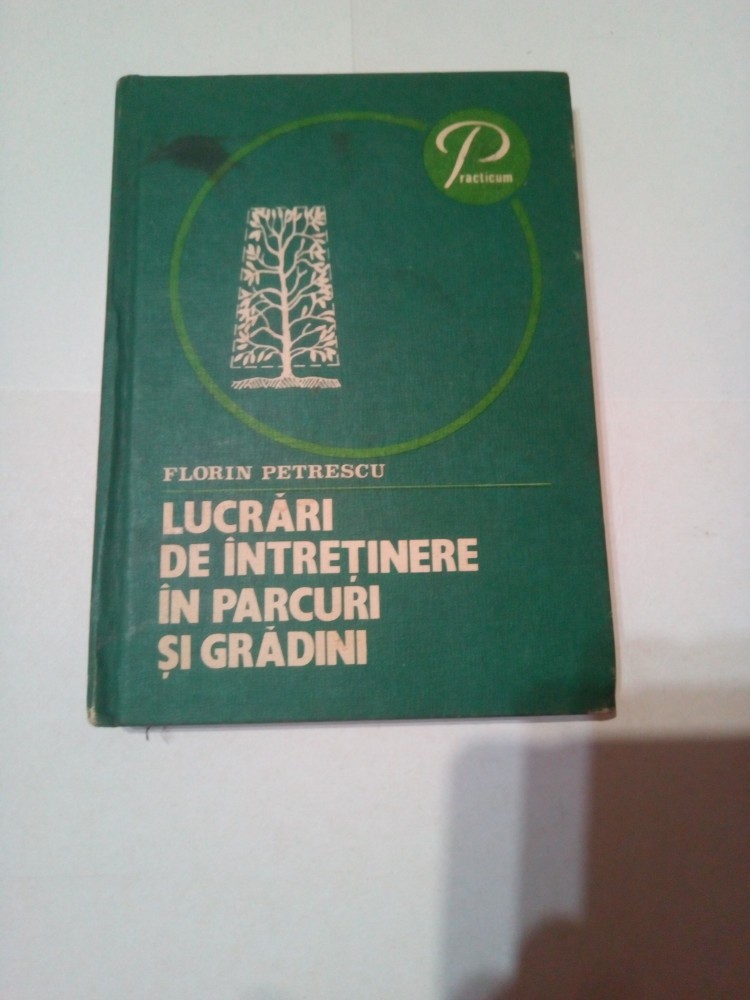 Practicum
FLORIN PETRESCU
LUCRĂRI
DE ÎNTREȚINERE
ÎN PARCURI
ȘI GRĂDINI